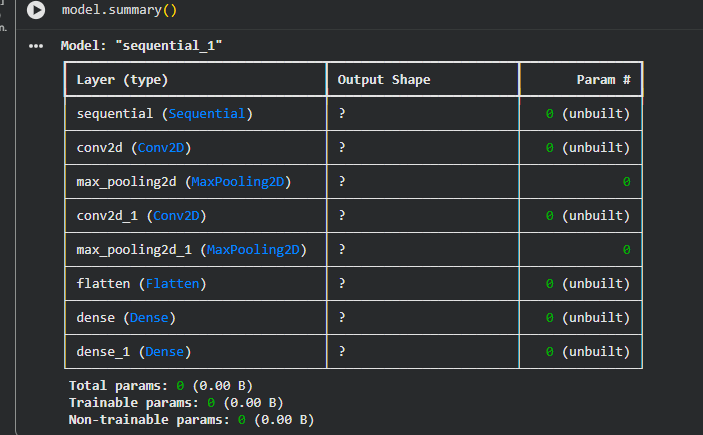 n.
model.summary()
Model: "sequential_1"
Layer (type) Output Shape Param #
sequential (Sequential) ? 0 (unbuilt)
conv2d (Conv2D) ? 0 (unbuilt)
max_pooling2d (MaxPooling2D) ? 0
conv2d_1 (Conv2D) ? 0 (unbuilt)
max_pooling2d_1 (MaxPooling2D) ? 0
flatten (Flatten) ? 0 (unbuilt)
dense (Dense) ? 0 (unbuilt)
dense_1 (Dense) ? 0 (unbuilt)
Total params: 0 (0.00 B)
Trainable params: 0 (0.00 B)
Non-trainable params: 0 (0.00 B)